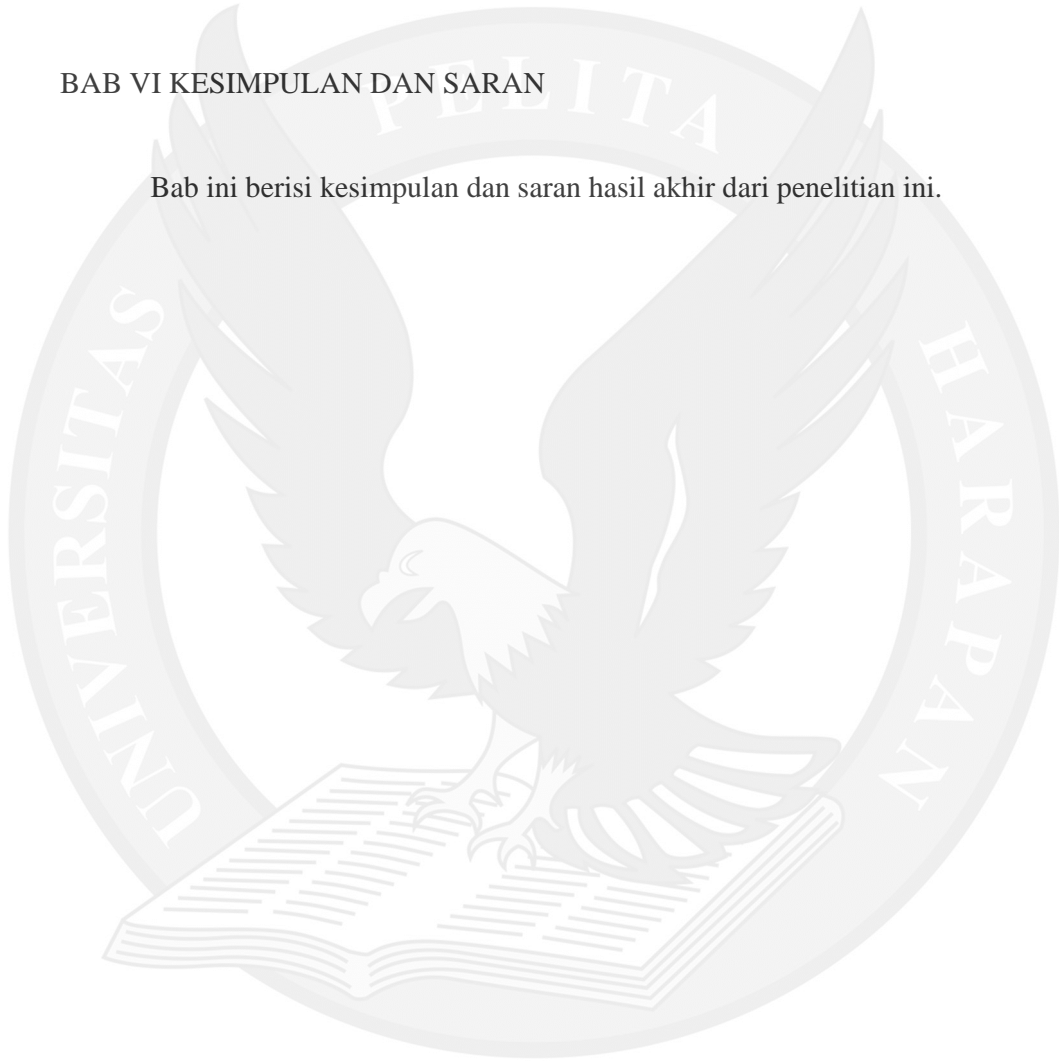 BAB VI KESIMPULAN DAN SARAN
Bab ini berisi kesimpulan dan saran hasil akhir dari penelitian ini.
UNIVERSITAS PELITA HARAPAN